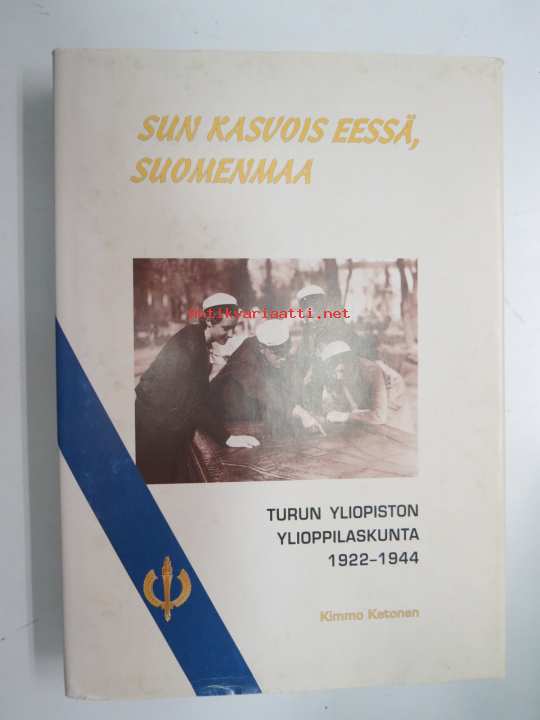 SUN KASVOIS EESSÄ,
SUOMENMAA
antikvariaatti.net
TURUN YLIOPISTON
YLIOPPILASKUNTA
1922-1944
Kimmo Ketonen